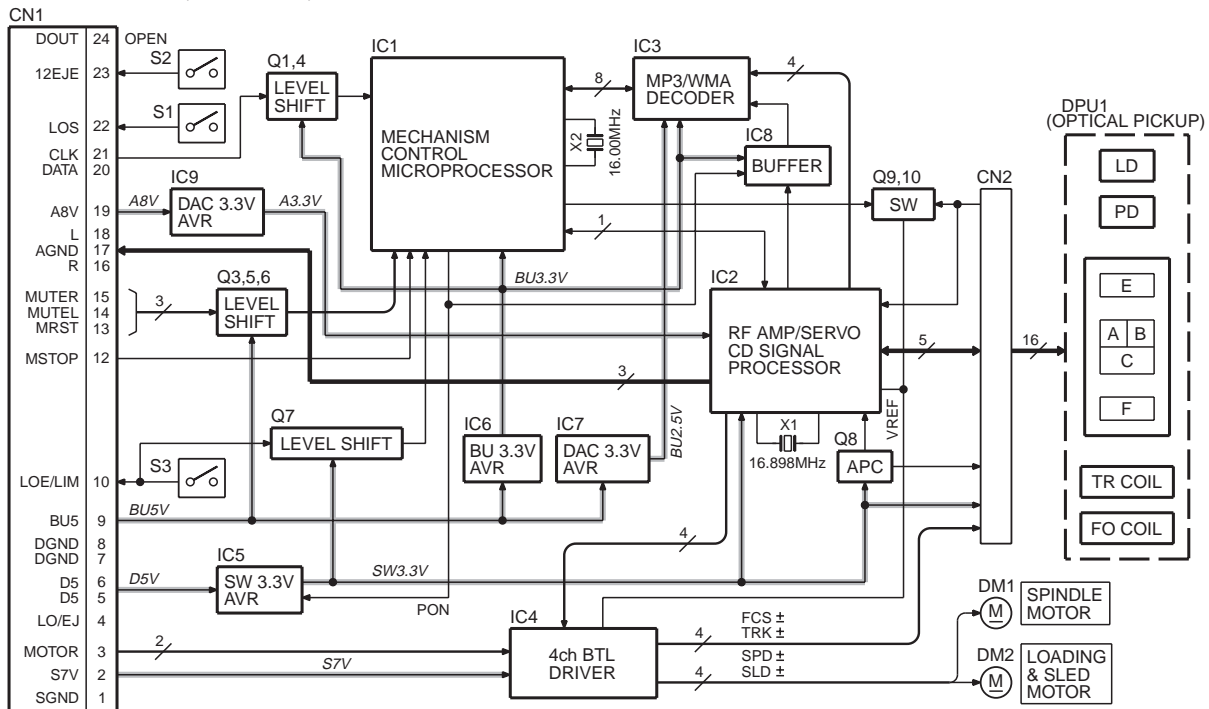 CN1
DOUT 24 OPEN
12EJE 23
S2
LOS 22
S1
CLK 21
DATA 20
A8V 19
L 18
AGND 17
R 16
MUTER 15
MUTEL 14
MRST 13
MSTOP 12
LOE/LIM 10
BU5 9
DGND 8
DGND 7
D5 6
D5 5
LO/EJ 4
MOTOR 3
S7V 2
SGND 1
Q1,4
LEVEL
SHIFT
IC9
A8V
DAC 3.3V
AVR
A3.3V
Q3,5,6
3
LEVEL
SHIFT
Q7
LEVEL SHIFT
S3
BU5V
IC5
D5V
SW 3.3V
AVR
SW3.3V
PON
2
S7V
IC1
MECHANISM
CONTROL
MICROPROCESSOR
X2
16.00MHz
8
IC3
MP3/WMA
DECODER
4
IC8
BUFFER
Q9,10
SW
1
BU3.3V
IC2
RF AMP/SERVO
CD SIGNAL
PROCESSOR
3
5
IC6
BU 3.3V
AVR
IC7
DAC 3.3V
AVR
BU2.5V
X1
16.898MHz
Q8
APC
VREF
4
IC4
4ch BTL
DRIVER
FCS ±
TRK ±
4
SPD ±
SLD ±
4
CN2
16
DPU1
(OPTICAL PICKUP)
LD
PD
E
A B
C
F
TR COIL
FO COIL
DM1
M
SPINDLE
MOTOR
DM2
M
LOADING
& SLED
MOTOR